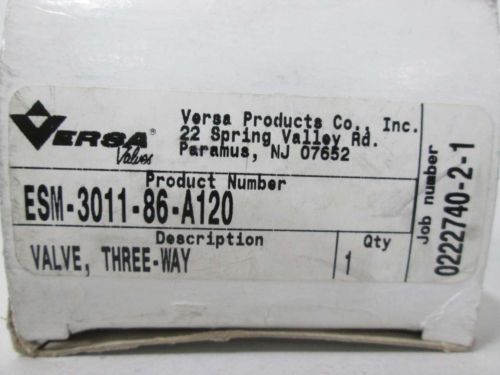 VERSA®
Valves
Versa Products Co., Inc.
22 Spring Valley Rd.
Paramus, NJ 07652
Product Number
ESM-3011-86-A120
Description
VALVE, THREE-WAY
Qty
1
Job number
0222740-2-1